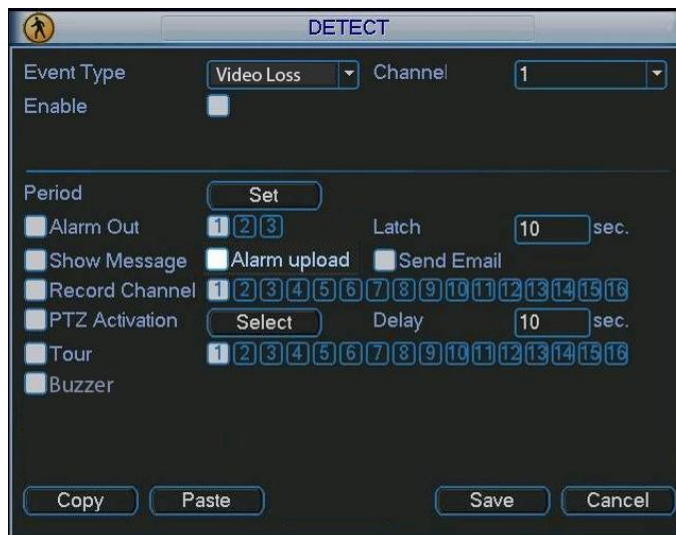 DETECT
Event Type Video Loss Channel 1
Enable
Period Set
Alarm Out 1 2 3 Latch 10 sec.
Show Message Alarm upload Send Email
Record Channel 1 2 3 4 5 6 7 8 9 10 11 12 13 14 15 16
PTZ Activation Select Delay 10 sec.
Tour 1 2 3 4 5 6 7 8 9 10 11 12 13 14 15 16
Buzzer
Copy Paste Save Cancel